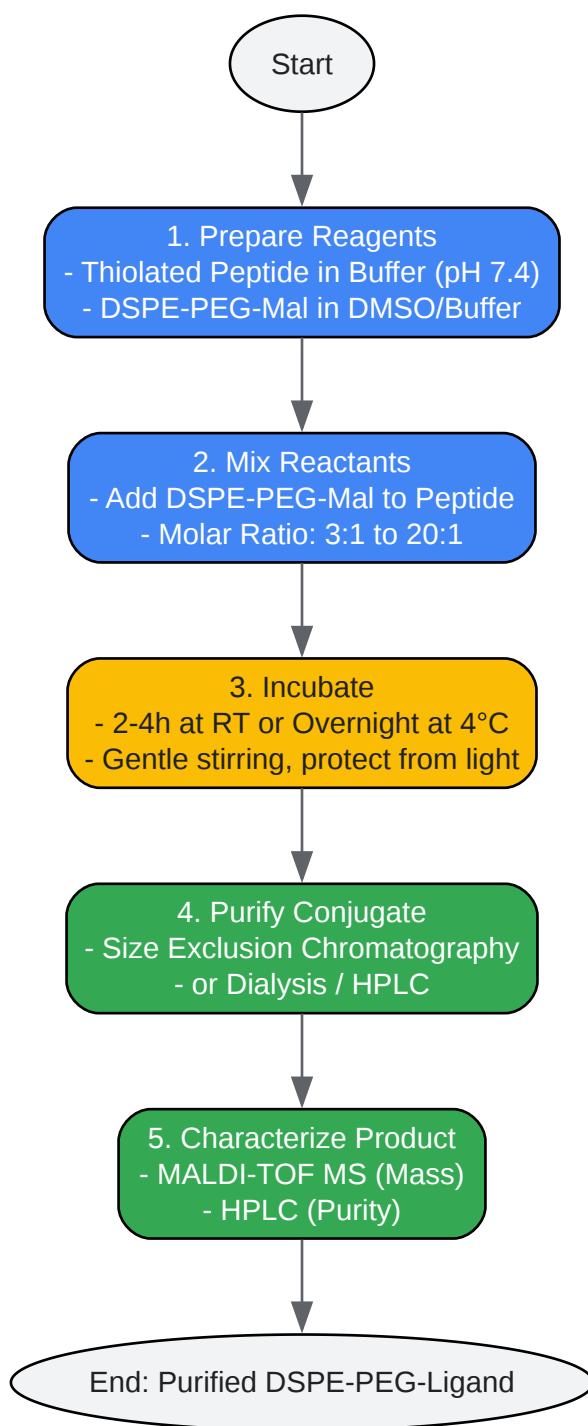 Start
1. Prepare Reagents
- Thiolated Peptide in Buffer (pH 7.4)
- DSPE-PEG-Mal in DMSO/Buffer
2. Mix Reactants
- Add DSPE-PEG-Mal to Peptide
- Molar Ratio: 3:1 to 20:1
3. Incubate
- 2-4h at RT or Overnight at 4°C
- Gentle stirring, protect from light
4. Purify Conjugate
- Size Exclusion Chromatography
- or Dialysis / HPLC
5. Characterize Product
- MALDI-TOF MS (Mass)
- HPLC (Purity)
End: Purified DSPE-PEG-Ligand